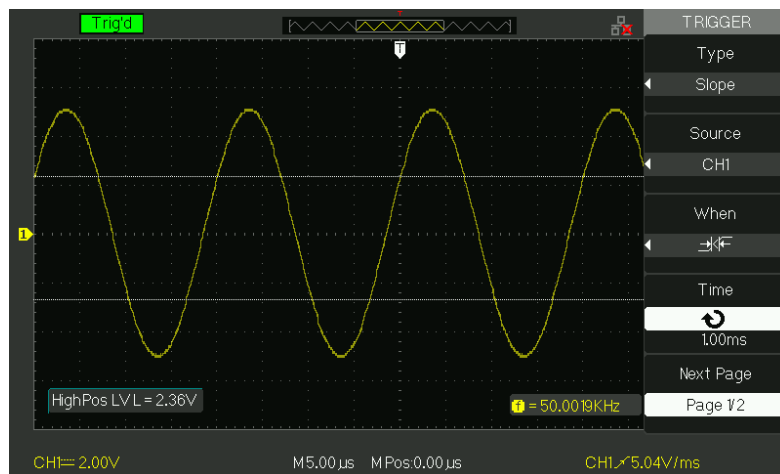 Trig'd
T
T
TRIGGER
Type
Slope
Source
CH1
When
Time
1.00ms
Next Page
Page 1/2
1
HighPos LVL=2.36V
f = 50.0019KHz
CH1 2.00V
M5.00µs
MPos:0.00µs
CH1 5.04V/ms